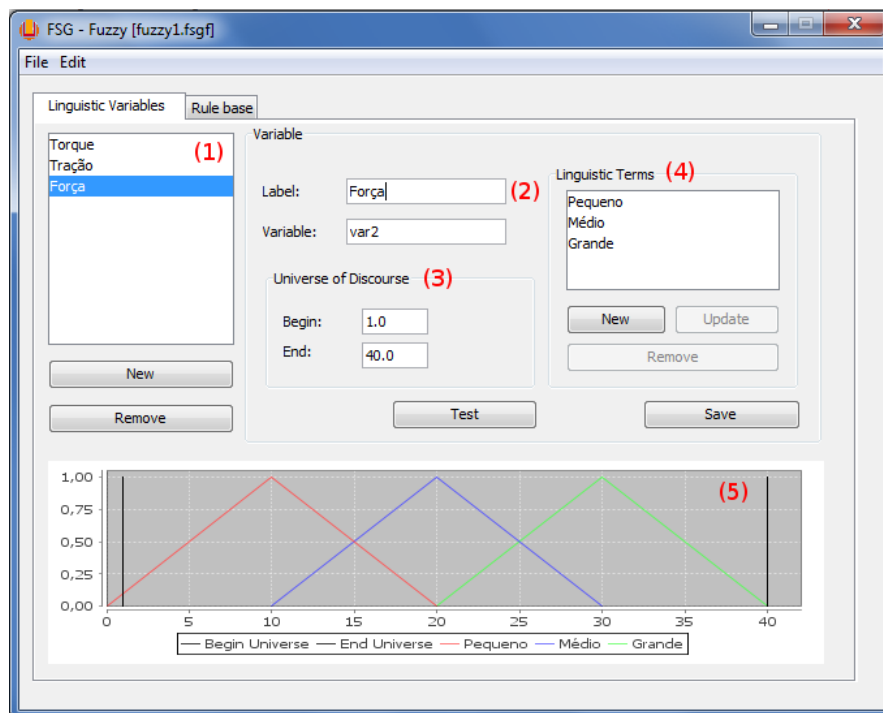 FSG - Fuzzy [fuzzy1.fsgf]
File Edit
Linguistic Variables Rule base
Torque
Tração
Força
(1)
New
Remove
Variable
Label: Força (2)
Variable: var2
Universe of Discourse (3)
Begin: 1.0
End: 40.0
Linguistic Terms (4)
Pequeno
Médio
Grande
New Update
Remove
Test Save
1,00
0,75
0,50
0,25
0,00
(5)
0 5 10 15 20 25 30 35 40
Begin Universe End Universe Pequeno Médio Grande